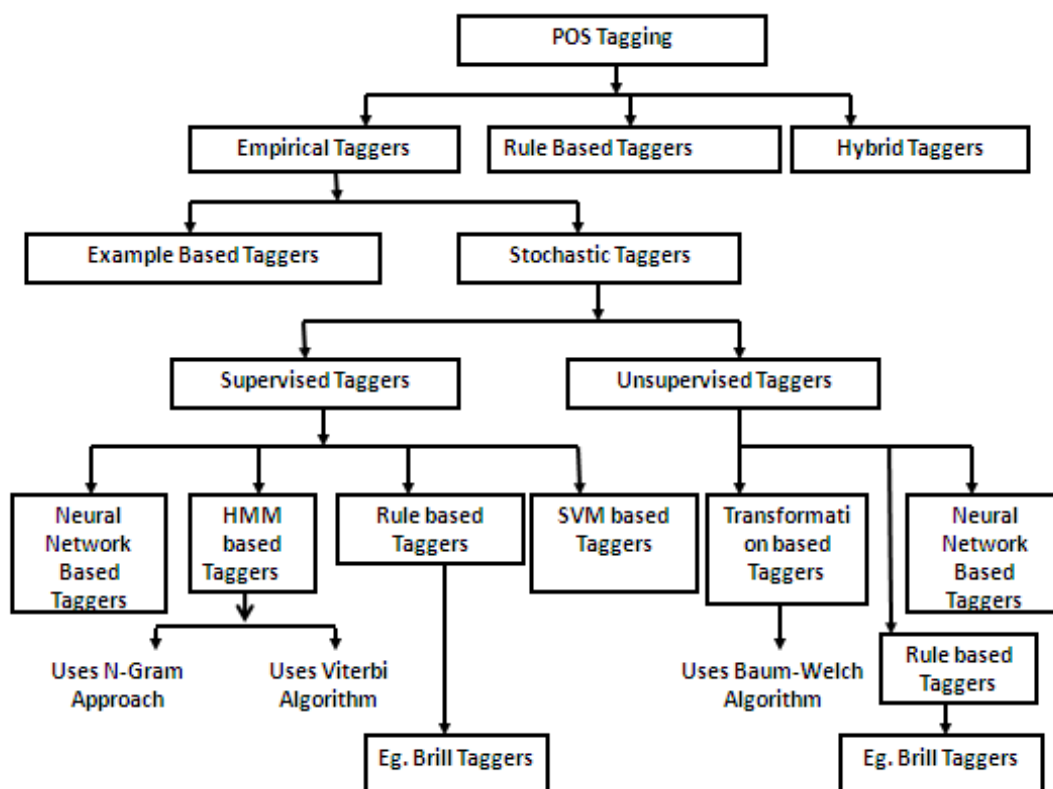 POS Tagging
Empirical Taggers
Rule Based Taggers
Hybrid Taggers
Example Based Taggers
Stochastic Taggers
Supervised Taggers
Unsupervised Taggers
Neural
Network
Based
Taggers
HMM
based
Taggers
Rule based
Taggers
SVM based
Taggers
Transformati
on based
Taggers
Neural
Network
Based
Taggers
Uses N-Gram
Approach
Uses Viterbi
Algorithm
Uses Baum-Welch
Algorithm
Rule based
Taggers
Eg. Brill Taggers
Eg. Brill Taggers